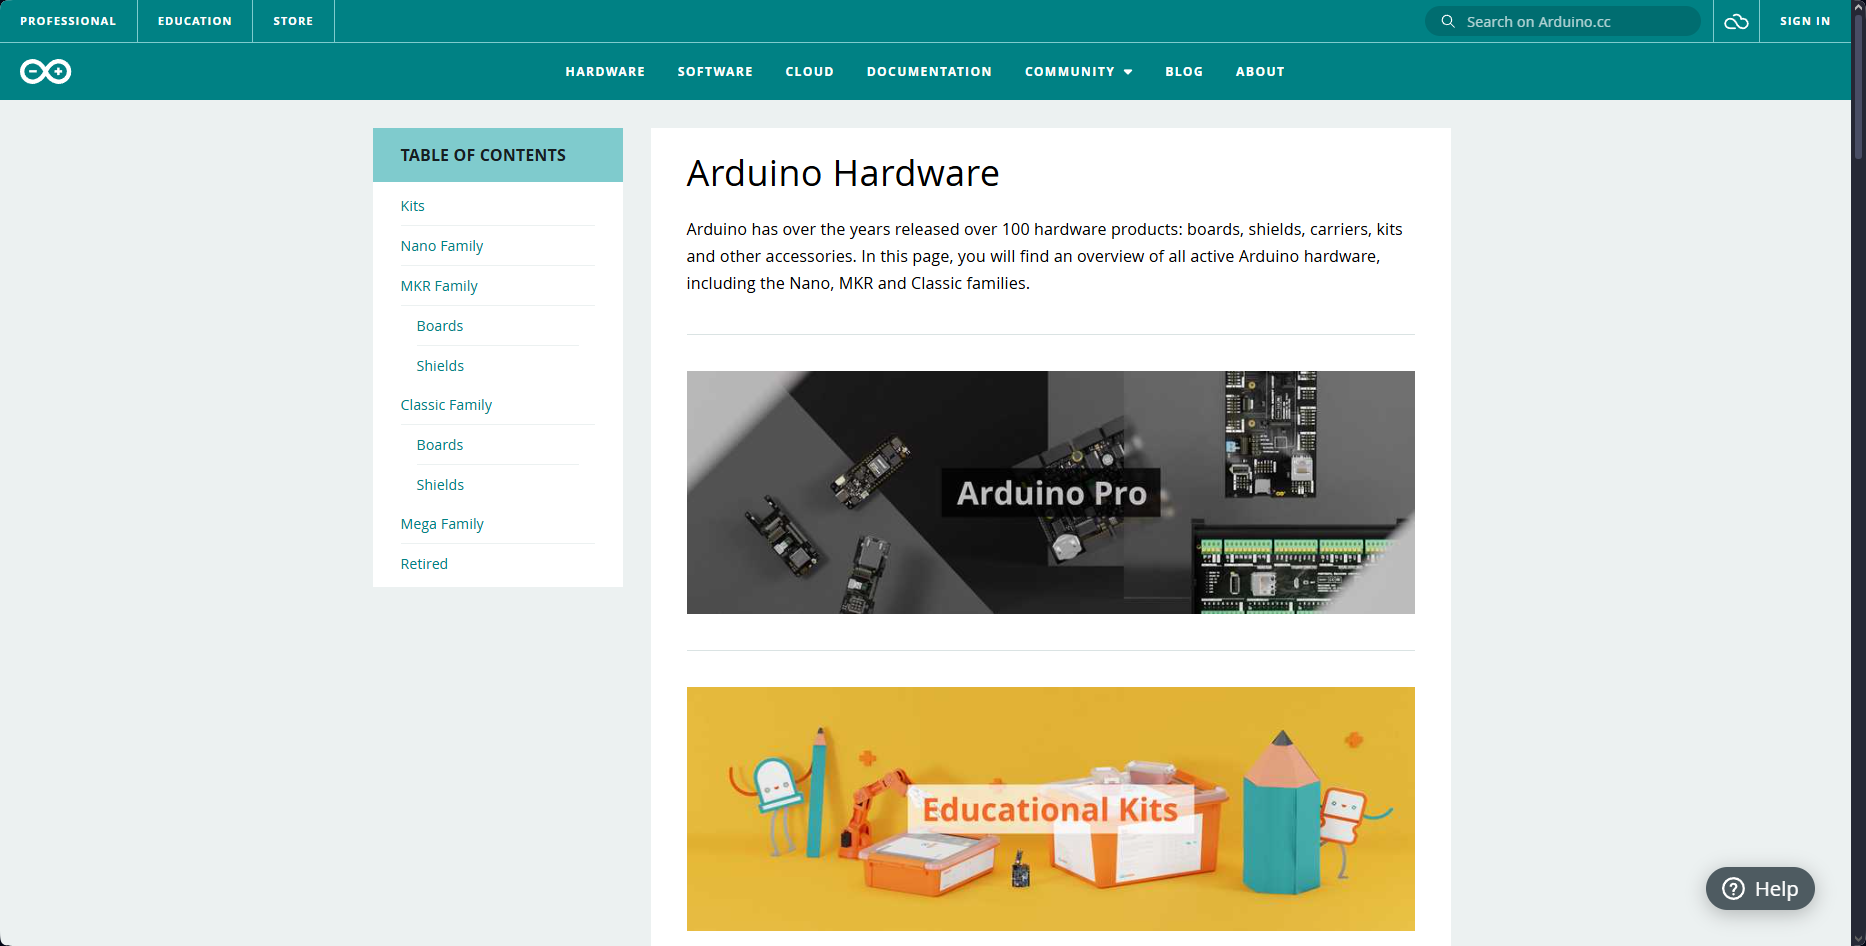 PROFESSIONAL
EDUCATION
STORE
Search on Arduino.cc
SIGN IN
HARDWARE
SOFTWARE
CLOUD
DOCUMENTATION
COMMUNITY
BLOG
ABOUT
TABLE OF CONTENTS
Kits
Nano Family
MKR Family
Boards
Shields
Classic Family
Boards
Shields
Mega Family
Retired
Arduino Hardware
Arduino has over the years released over 100 hardware products: boards, shields, carriers, kits
and other accessories. In this page, you will find an overview of all active Arduino hardware,
including the Nano, MKR and Classic families.
Arduino Pro
Educational Kits
Help